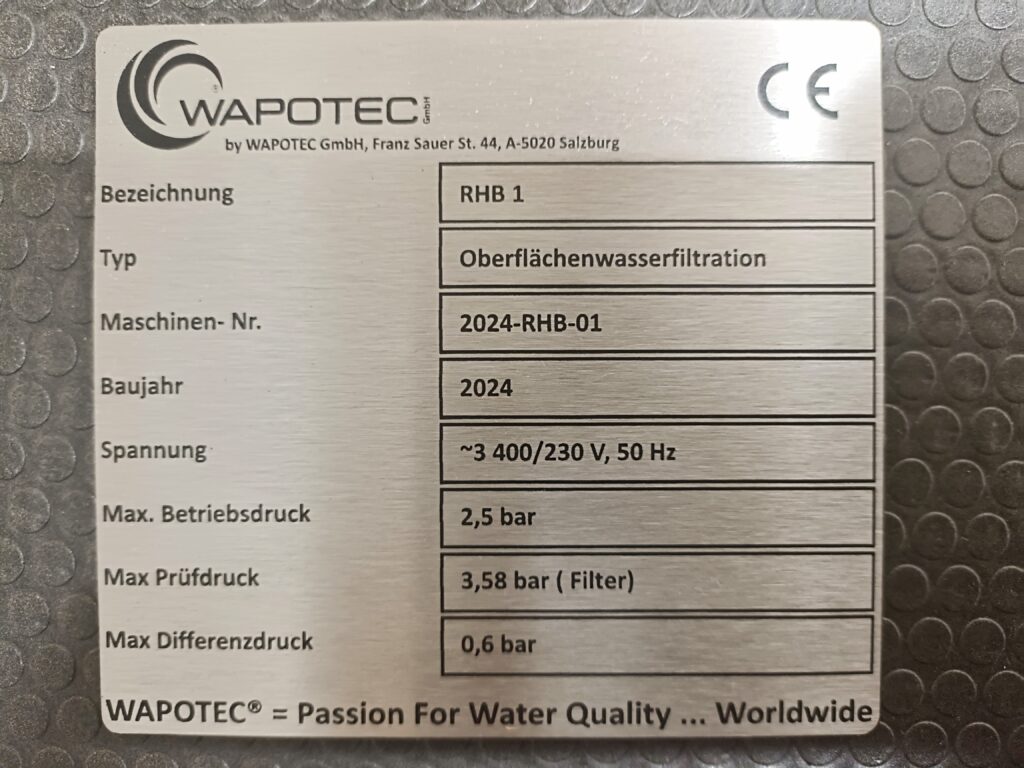 WAPOTEC® GmbH
CE
by WAPOTEC GmbH, Franz Sauer St. 44, A-5020 Salzburg
Bezeichnung RHB 1
Typ Oberflächenwasserfiltration
Maschinen- Nr. 2024-RHB-01
Baujahr 2024
Spannung ~3 400/230 V, 50 Hz
Max. Betriebsdruck 2,5 bar
Max Prüfdruck 3,58 bar ( Filter)
Max Differenzdruck 0,6 bar
WAPOTEC® = Passion For Water Quality ... Worldwide